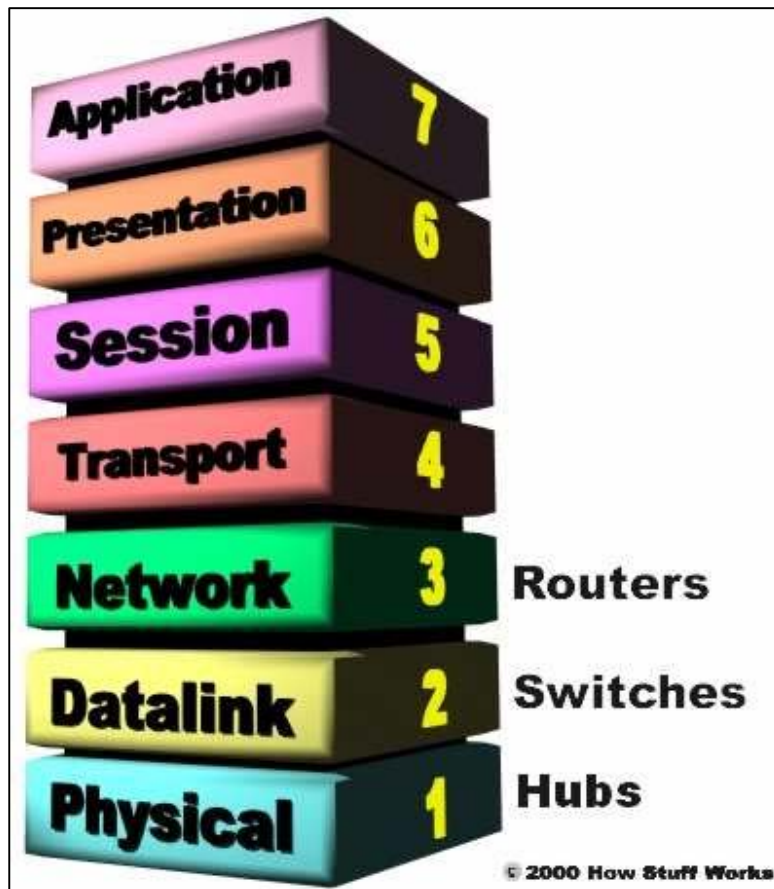 Application 7
Presentation 6
Session 5
Transport 4
Network 3 Routers
Datalink 2 Switches
Physical 1 Hubs
© 2000 How Stuff Works